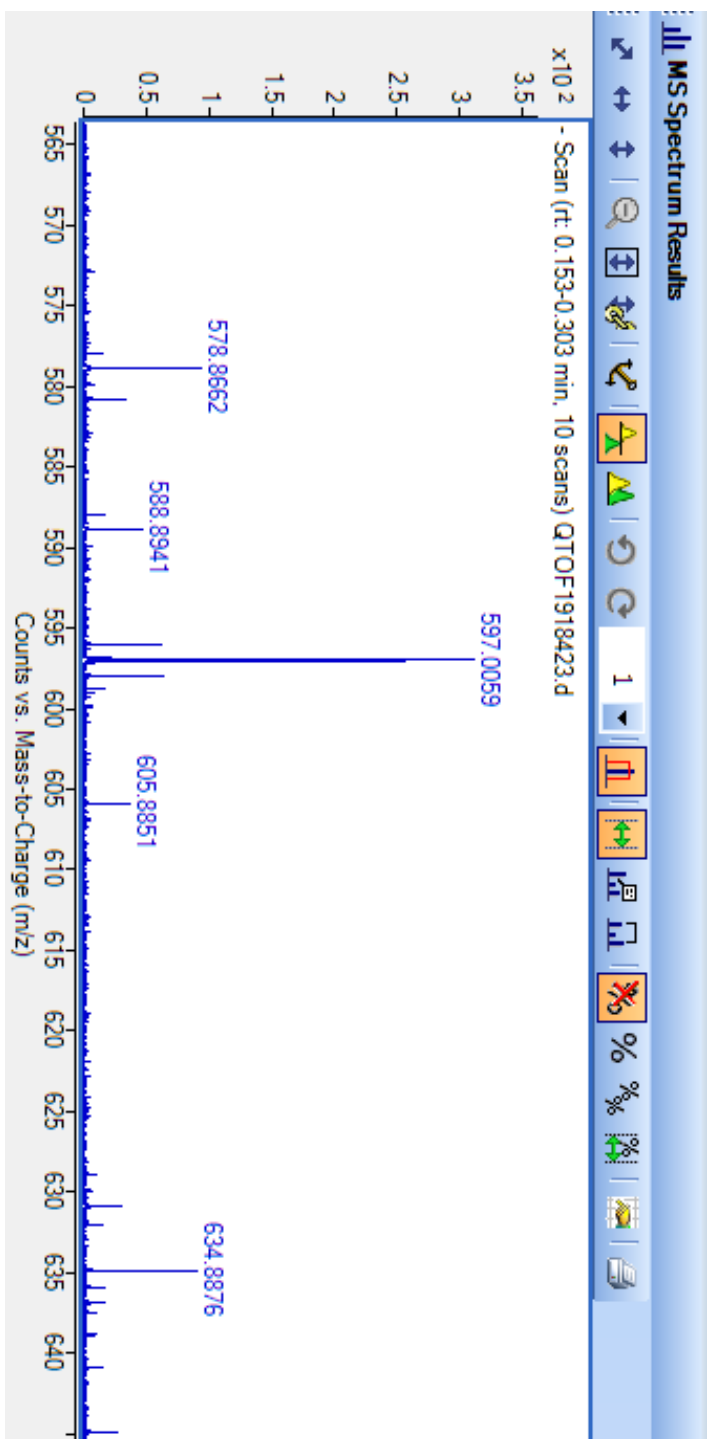 MS Spectrum Results
1
x10 2
- Scan (rt: 0.153-0.303 min, 10 scans) QTOF1918423.d
3.5
3
2.5
2
1.5
1
0.5
0
578.8662
588.8941
597.0059
605.8851
634.8876
565 570 575 580 585 590 595 600 605 610 615 620 625 630 635 640
Counts vs. Mass-to-Charge (m/z)